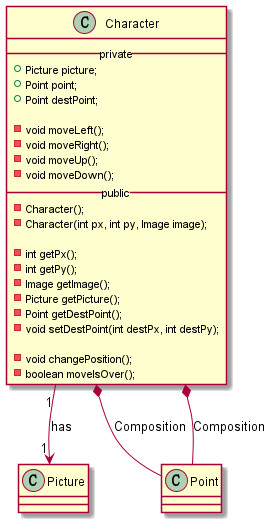 C Character
private
Picture picture;
Point point;
Point destPoint;
void moveLeft();
void moveRight();
void moveUp();
void moveDown();
public
Character();
Character(int px, int py, Image image);
int getPx();
int getPy();
Image getImage();
Picture getPicture();
Point getDestPoint();
void setDestPoint(int destPx, int destPy);
void changePosition();
boolean moveIsOver();
1
has
Composition
Composition
1
C Picture
C Point